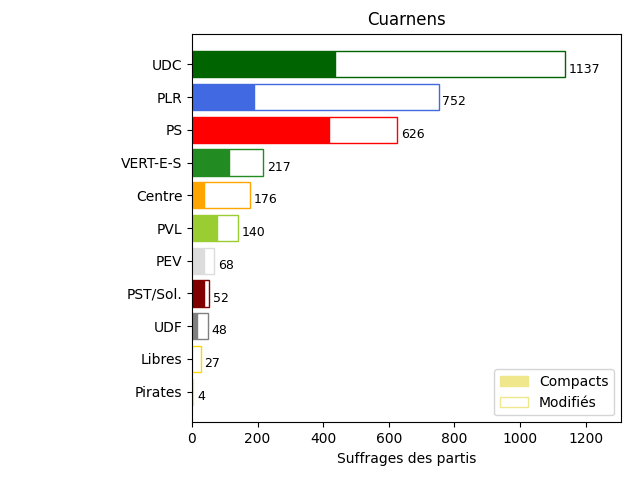 Cuarnens
UDC 1137
PLR 752
PS 626
VERT-E-S 217
Centre 176
PVL 140
PEV 68
PST/Sol. 52
UDF 48
Libres 27
Pirates 4
Compacts
Modifiés
0 200 400 600 800 1000 1200
Suffrages des partis